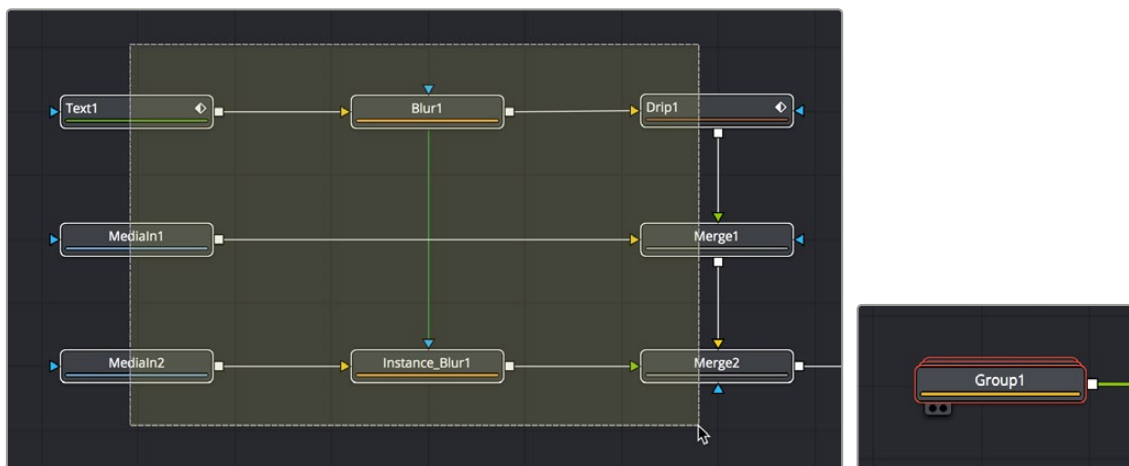 Text1
Blur1
Drip1
MediaIn1
Merge1
MediaIn2
Instance_Blur1
Merge2
Group1